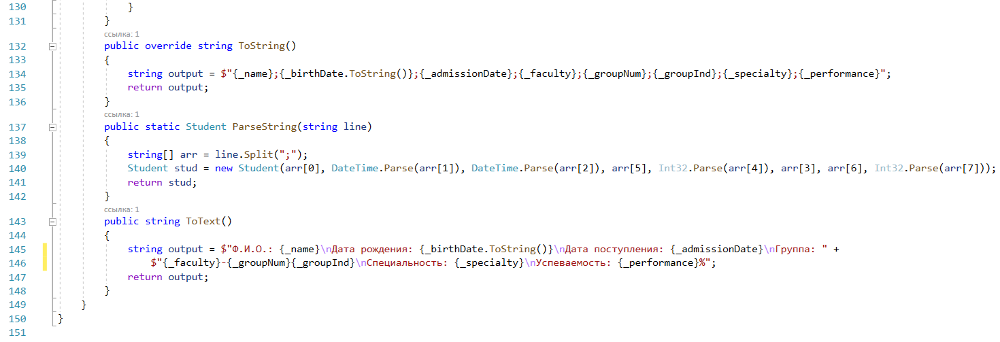 130 }
131 }
ссылка: 1
132 public override string ToString()
133 {
134 string output = $"{_name};{_birthDate.ToString()};{_admissionDate};{_faculty};{_groupNum};{_groupInd};{_specialty};{_performance}";
135 return output;
136 }
ссылка: 1
137 public static Student ParseString(string line)
138 {
139 string[] arr = line.Split(";");
140 Student stud = new Student(arr[0], DateTime.Parse(arr[1]), DateTime.Parse(arr[2]), arr[5], Int32.Parse(arr[4]), arr[3], arr[6], Int32.Parse(arr[7]));
141 return stud;
142 }
ссылка: 1
143 public string ToText()
144 {
145 string output = $"Ф.И.О.: {_name}\nДата рождения: {_birthDate.ToString()}\nДата поступления: {_admissionDate}\nГруппа: " +
146 $"{_faculty}-{_groupNum}{_groupInd}\nСпециальность: {_specialty}\nУспеваемость: {_performance}%";
147 return output;
148 }
149 }
150 }
151